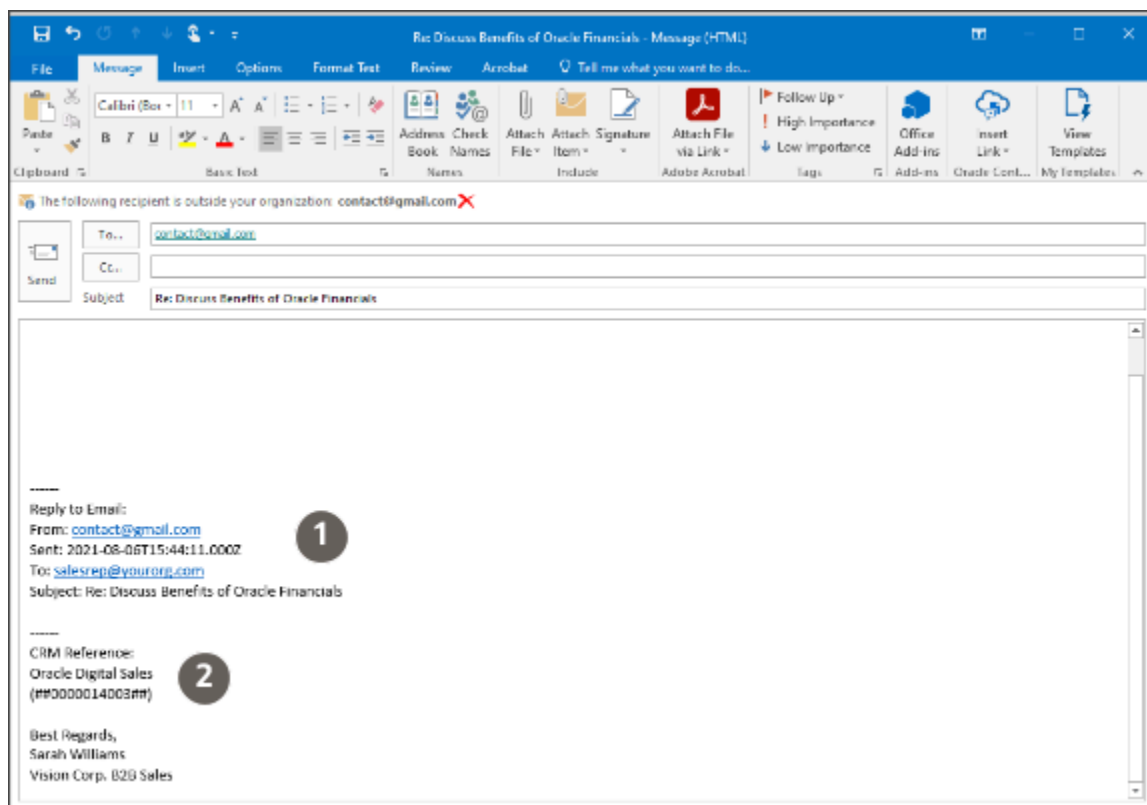 Re: Discuss Benefits of Oracle Financials - Message (HTML)
File Message Insert Options Format Text Review Acrobat Tell me what you want to do...
Calibri (Bo 11 A A
Paste B I U A
Address Book
Check Names
Attach File
Attach Item
Signature
Attach File via Link
Follow Up
High Importance
Low Importance
Office Add-ins
Insert Link
View Templates
Clipboard Basic Text Names Include Adobe Acrobat Tags Add-ins Oracle Cont... My Templates
The following recipient is outside your organization: contact@gmail.com
Send
To...
contact@gmail.com
Cc...
Subject Re: Discuss Benefits of Oracle Financials
------
Reply to Email:
From: contact@gmail.com
Sent: 2021-08-06T15:44:11.000Z
To: salesrep@yourorg.com
Subject: Re: Discuss Benefits of Oracle Financials
1
------
CRM Reference:
Oracle Digital Sales
(##0000014003##)
2
Best Regards,
Sarah Williams
Vision Corp. B2B Sales